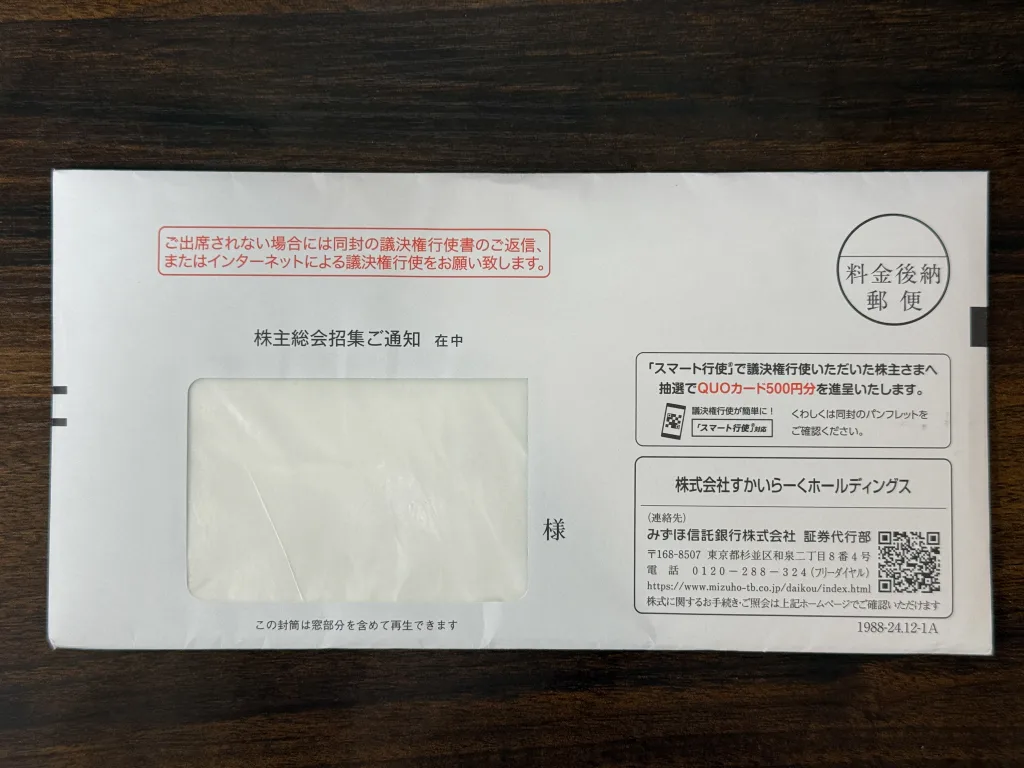 ご出席されない場合には同封の議決権行使書のご返信、
またはインターネットによる議決権行使をお願い致します。
料金後納
郵便
株主総会招集ご通知 在中
「スマート行使®」で議決権行使いただいた株主さまへ
抽選でQUOカード500円分を進呈いたします。
議決権行使が簡単に!
「スマート行使®」対応
くわしくは同封のパンフレットを
ご確認ください。
様
株式会社すかいらーくホールディングス
(連絡先)
みずほ信託銀行株式会社 証券代行部
〒168-8507 東京都杉並区和泉二丁目8番4号
電話 0120-288-324(フリーダイヤル)
https://www.mizuho-tb.co.jp/daikou/index.html
株式に関するお手続き・ご照会は上記ホームページでご確認いただけます
この封筒は窓部分を含めて再生できます
1988-24.12-1A